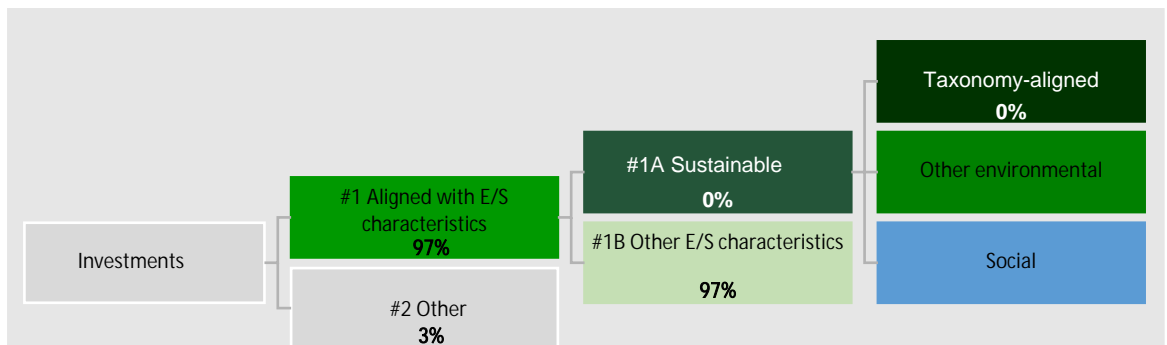 Investments
#1 Aligned with E/S
characteristics
97%
#2 Other
3%
#1A Sustainable
0%
#1B Other E/S characteristics
97%
Taxonomy-aligned
0%
Other environmental
Social